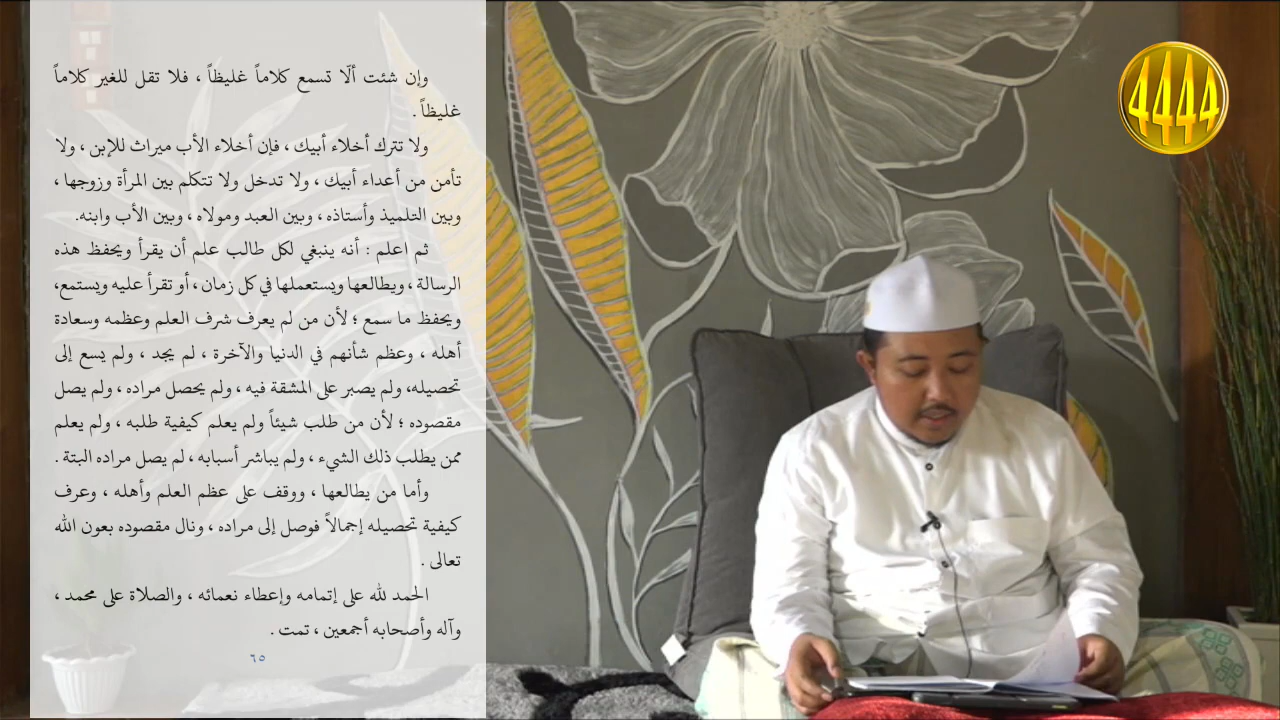 وإن شئت ألّا تسمع كلاماً غليظاً ، فلا تقل للغير كلاماً
غليظاً .
ولا تترك أخلاء أبيك ، فإن أخلاء الأب ميراث للإبن ، ولا
تأمن من أعداء أبيك ، ولا تدخل ولا تتكلم بين المرأة وزوجها ،
وبين التلميذ وأستاذه ، وبين العبد ومولاه ، وبين الأب وابنه.
ثم اعلم : أنه ينبغي لكل طالب علم أن يقرأ ويحفظ هذه
الرسالة ، ويطالعها ويستعملها في كل زمان ، أو تقرأ عليه ويستمع،
ويحفظ ما سمع ؛ لأن من لم يعرف شرف العلم وعظمه وسعادة
أهله ، وعظم شأنهم في الدنيا والآخرة ، لم يجد ، ولم يسع إلى
تحصيله، ولم يصبر على المشقة فيه ، ولم يحصل مراده ، ولم يصل
مقصوده ؛ لأن من طلب شيئاً ولم يعلم كيفية طلبه ، ولم يعلم
ممن يطلب ذلك الشيء ، ولم يباشر أسبابه ، لم يصل مراده البتة .
وأما من يطالعها ، ووقف على عظم العلم وأهله ، وعرف
كيفية تحصيله إجمالاً فوصل إلى مراده ، ونال مقصوده بعون الله
تعالى .
الحمد لله على إتمامه وإعطاء نعمائه ، والصلاة على محمد ،
وآله وأصحابه أجمعين ، تمت .
٦٥
4444